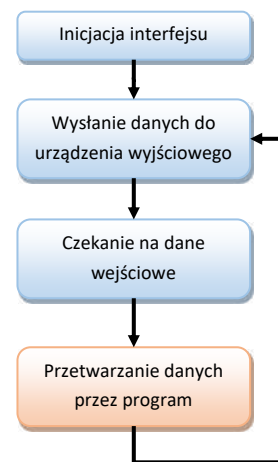 Inicjacja interfejsu
Wysłanie danych do
urządzenia wyjściowego
Czekanie na dane
wejściowe
Przetwarzanie danych
przez program